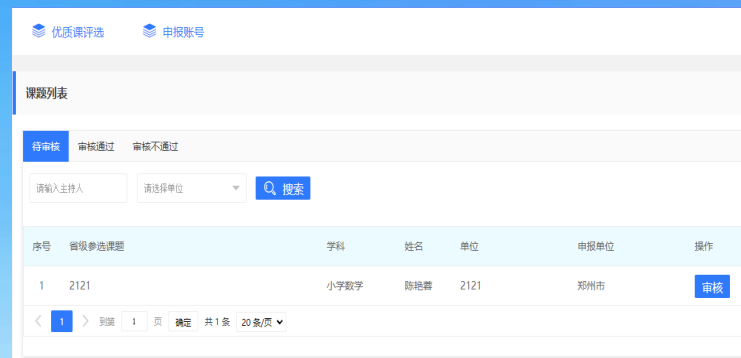 优质课评选 申报账号
课题列表
待审核 审核通过 审核不通过
请输入主持人 请选择单位 搜索
序号 省级参选课题 学科 姓名 单位 申报单位 操作
1 2121 小学数学 陈艳蓉 2121 郑州市 审核
1 到第 1 页 确定 共 1 条 20 条/页